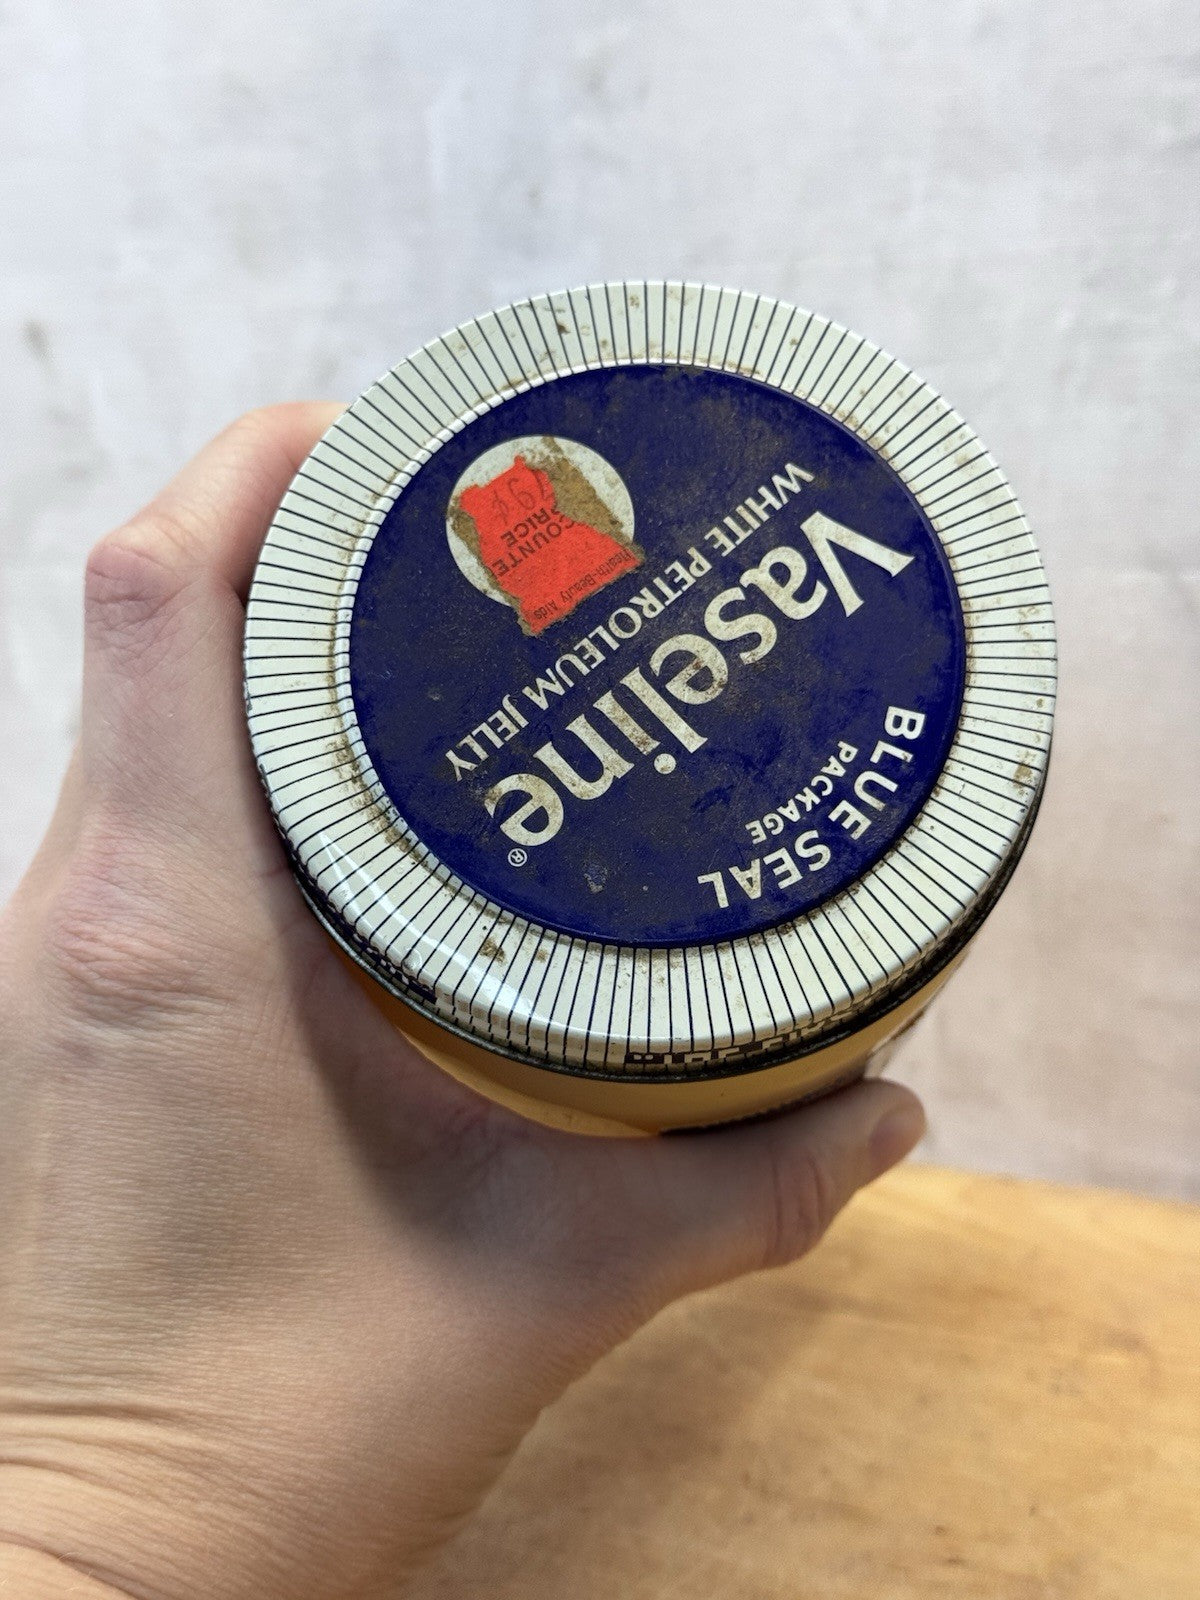 BLUE SEAL
PACKAGE
Vaseline®
WHITE PETROLEUM JELLY
Health-Beauty Aids
COUNTE
PRICE
79¢